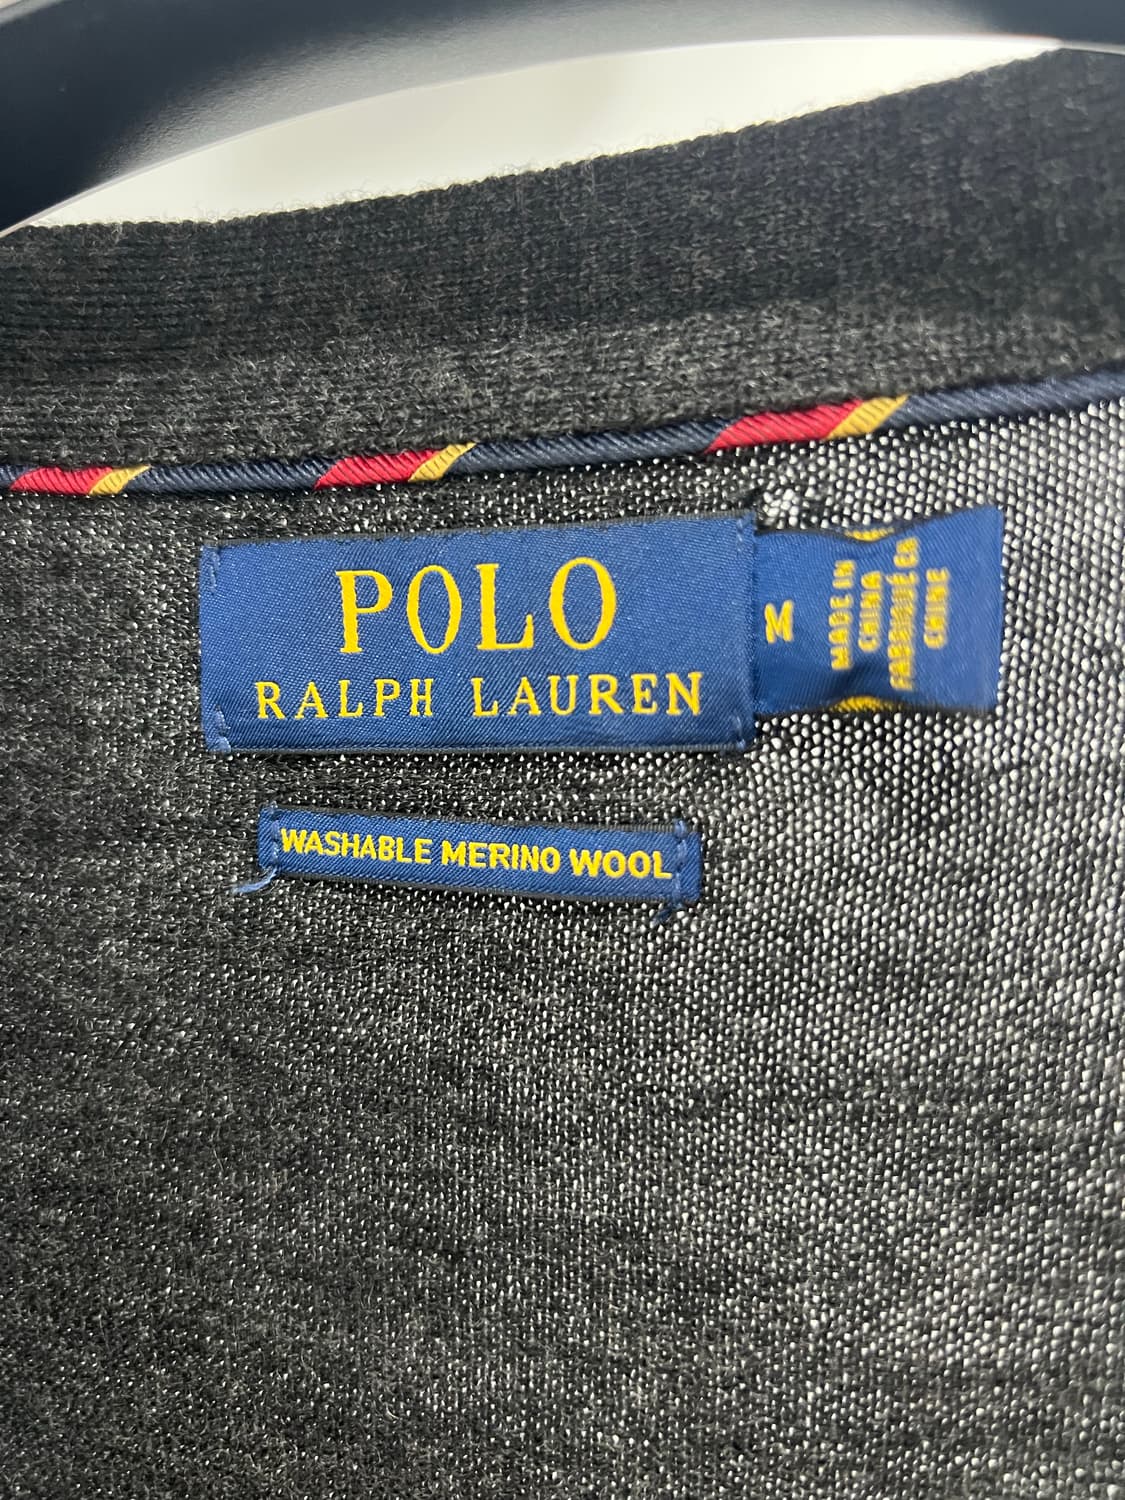 POLO
RALPH LAUREN
M
MADE IN
CHINA
FABRIQUÉ EN
CHINE
WASHABLE MERINO WOOL